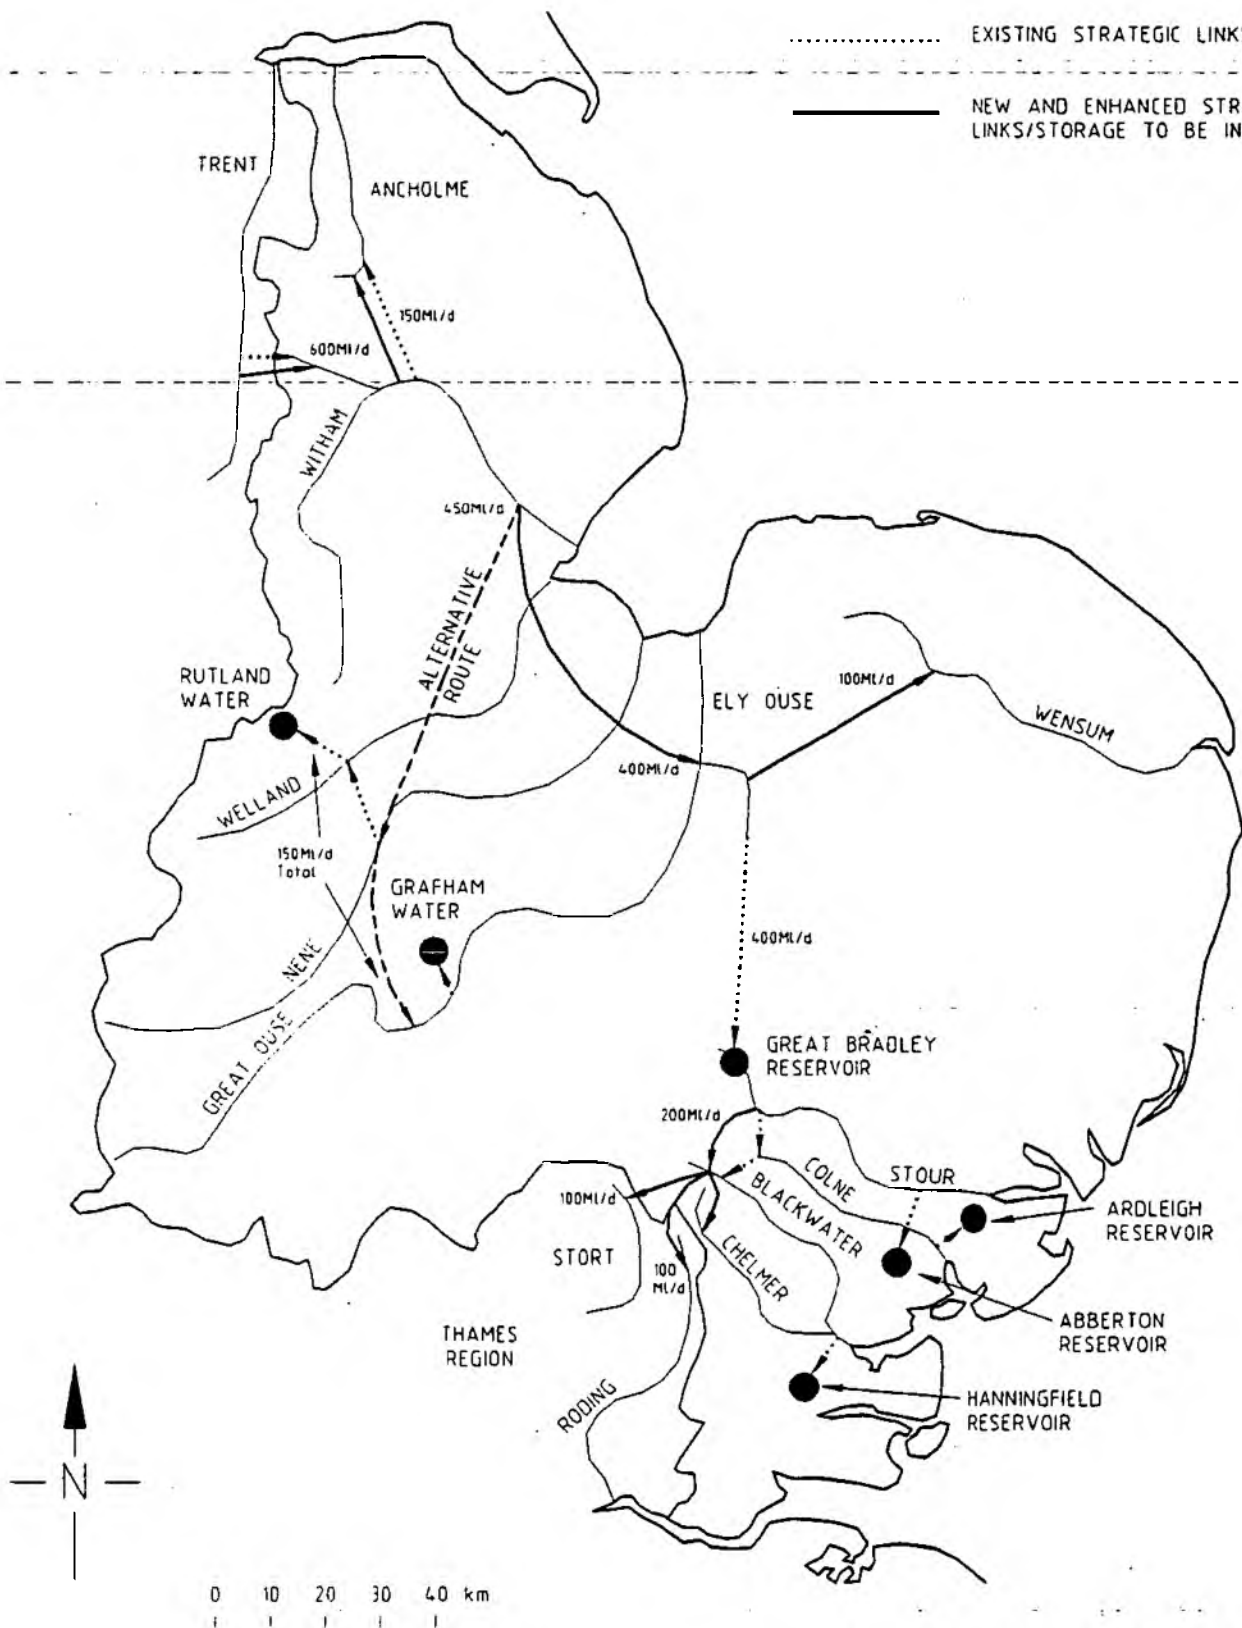 EXISTING STRATEGIC LINK
NEW AND ENHANCED STR
LINKS/STORAGE TO BE IN
TRENT
ANCHOLME
150Ml/d
600Ml/d
WITHAM
450Ml/d
ALTERNATIVE
ROUTE
RUTLAND
WATER
ELY OUSE
100Ml/d
WENSUM
400Ml/d
WELLAND
150Ml/d
Total
GRAFHAM
WATER
400Ml/d
NENE
GREAT OUSE
GREAT BRADLEY
RESERVOIR
200Ml/d
COLNE
STOUR
BLACKWATER
100Ml/d
ARDLEIGH
RESERVOIR
STORT
100
Ml/d
CHELMER
ABBERTON
RESERVOIR
THAMES
REGION
RODING
HANNINGFIELD
RESERVOIR
N
0 10 20 30 40 km